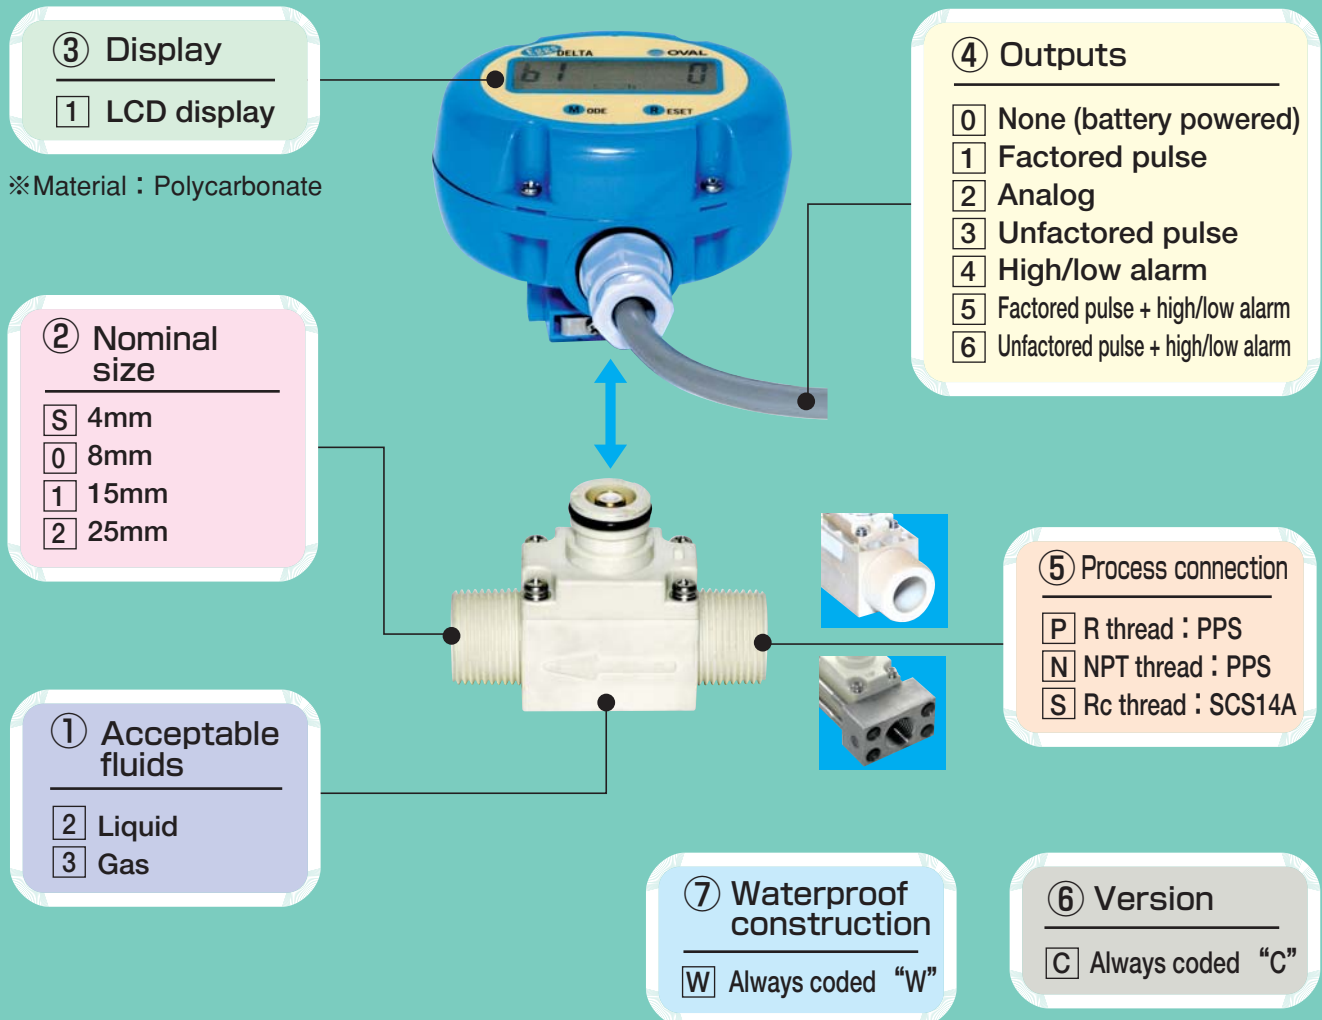 ③ Display
1 LCD display
※Material：Polycarbonate
DELTA
OVAL
b1 0
MODE
RESET
④ Outputs
0 None (battery powered)
1 Factored pulse
2 Analog
3 Unfactored pulse
4 High/low alarm
5 Factored pulse + high/low alarm
6 Unfactored pulse + high/low alarm
② Nominal
size
S 4mm
0 8mm
1 15mm
2 25mm
⑤ Process connection
P R thread：PPS
N NPT thread：PPS
S Rc thread：SCS14A
① Acceptable
fluids
2 Liquid
3 Gas
⑦ Waterproof
construction
W Always coded “W”
⑥ Version
C Always coded “C”